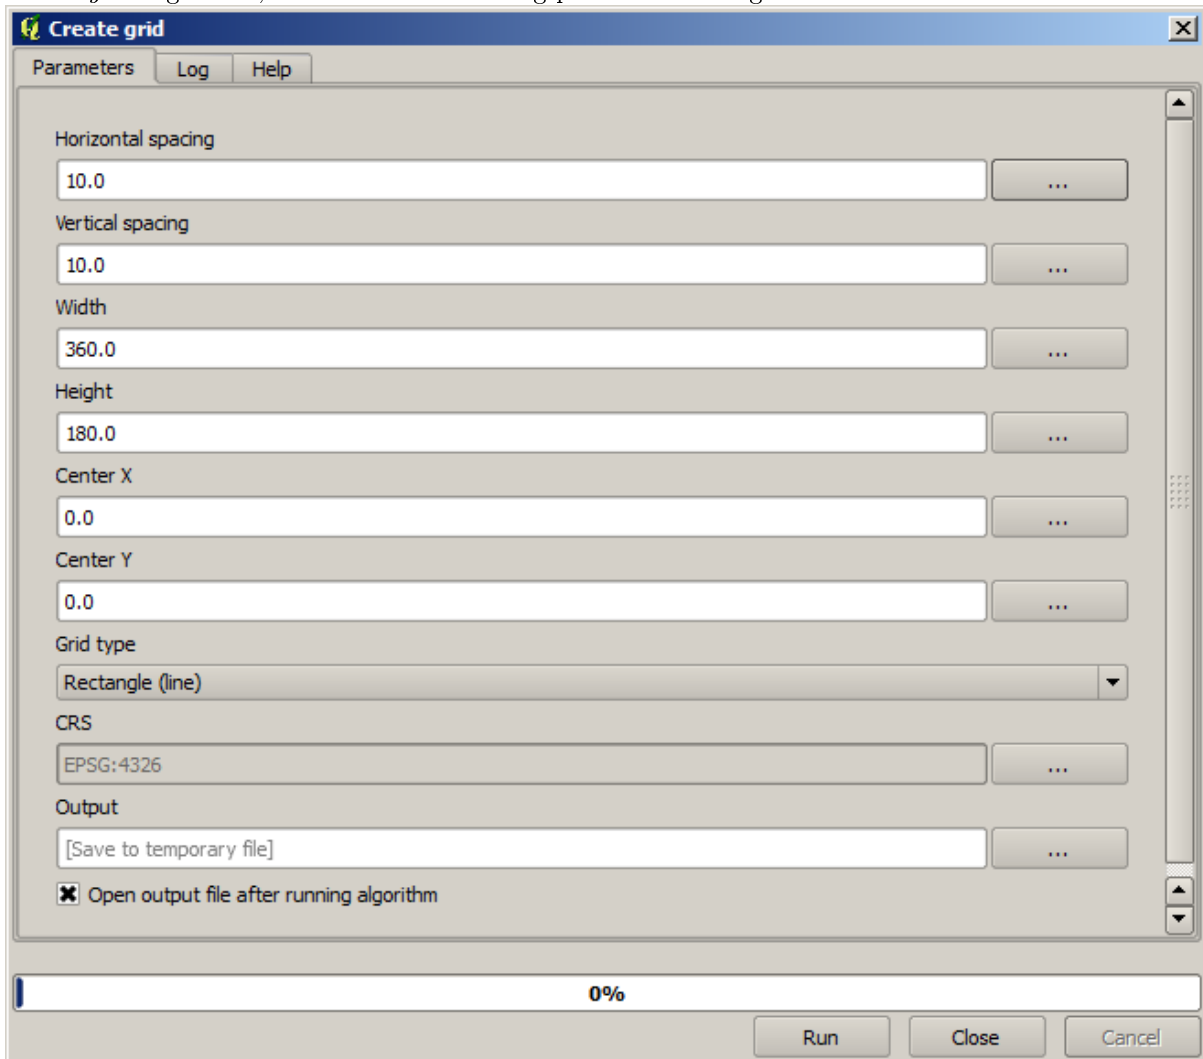 Create grid
Parameters Log Help
Horizontal spacing
10.0 ...
Vertical spacing
10.0 ...
Width
360.0 ...
Height
180.0 ...
Center X
0.0 ...
Center Y
0.0 ...
Grid type
Rectangle (line)
CRS
EPSG:4326 ...
Output
[Save to temporary file] ...
Open output file after running algorithm
0%
Run Close Cancel